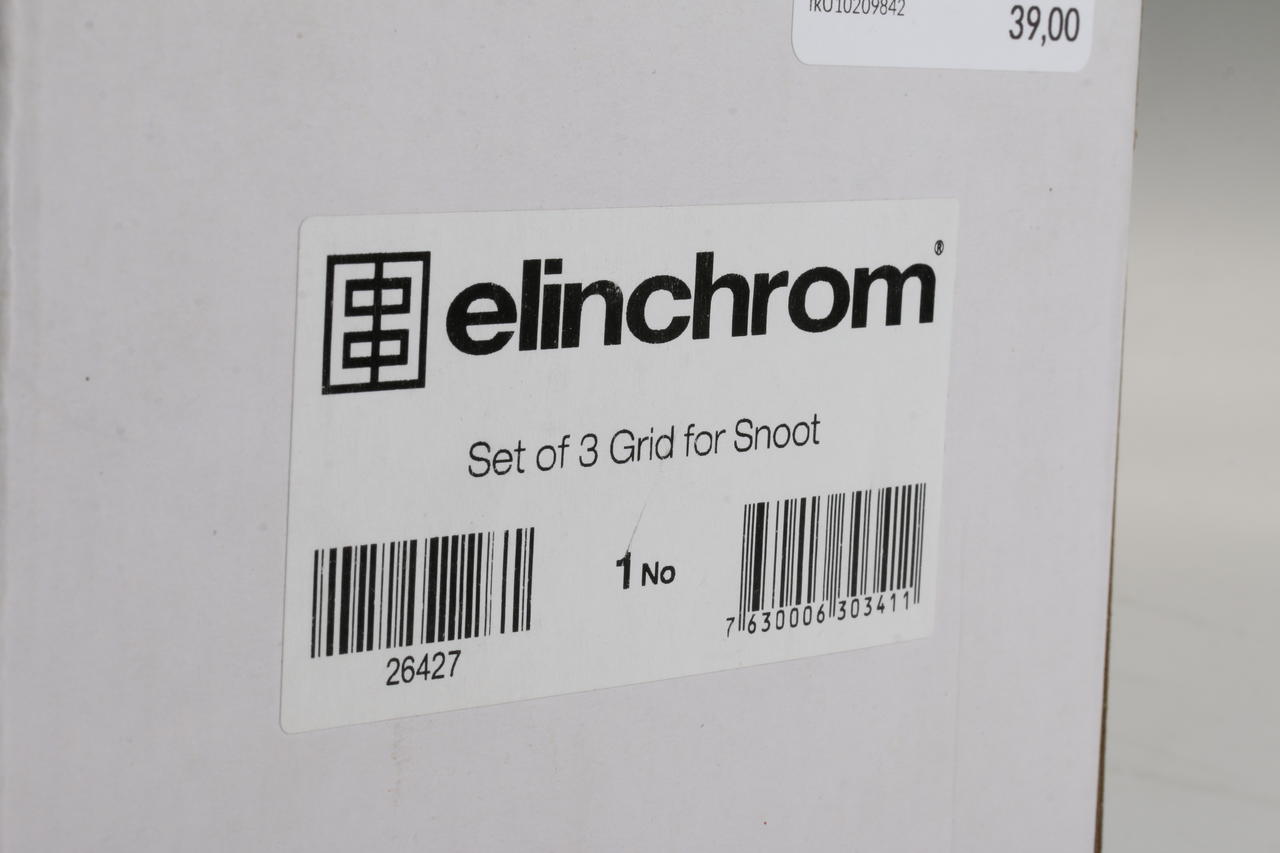 39,00
elinchrom®
Set of 3 Grid for Snoot
1 No
26427
7 630006 303411